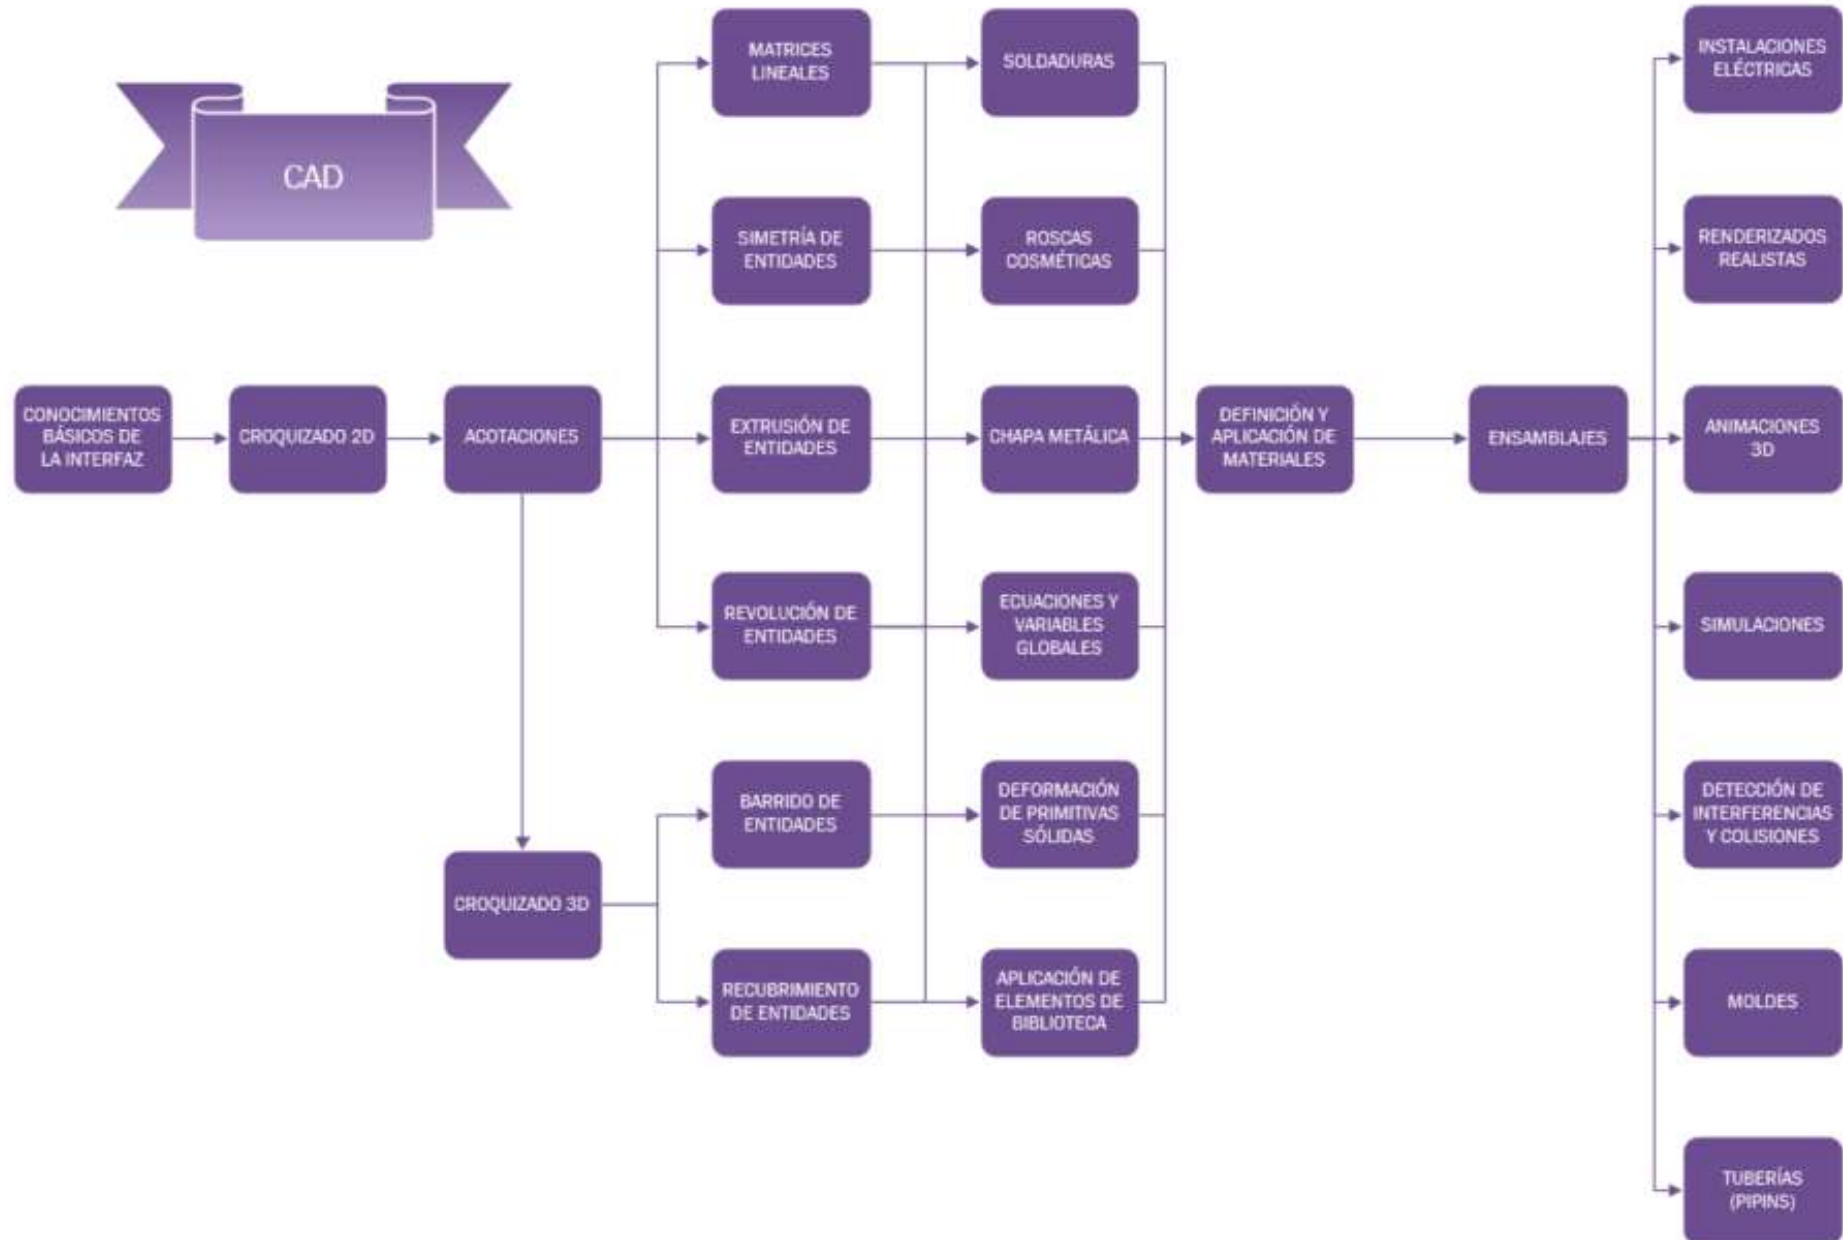 CAD
CONOCIMIENTOS
BÁSICOS DE
LA INTERFAZ
CROQUIZADO 2D
ACOTACIONES
CROQUIZADO 3D
MATRICES
LINEALES
SIMETRÍA DE
ENTIDADES
EXTRUSIÓN DE
ENTIDADES
REVOLUCIÓN DE
ENTIDADES
BARRIDO DE
ENTIDADES
RECUBRIMIENTO
DE ENTIDADES
SOLDADURAS
ROSCAS
COSMÉTICAS
CHAPA METÁLICA
ECUACIONES Y
VARIABLES
GLOBALES
DEFORMACIÓN
DE PRIMITIVAS
SÓLIDAS
APLICACIÓN DE
ELEMENTOS DE
BIBLIOTECA
DEFINICIÓN Y
APLICACIÓN DE
MATERIALES
ENSAMBLAJES
INSTALACIONES
ELÉCTRICAS
RENDERIZADOS
REALISTAS
ANIMACIONES
3D
SIMULACIONES
DETECCIÓN DE
INTERFERENCIAS
Y COLISIONES
MOLDES
TUBERÍAS
(PIPINS)